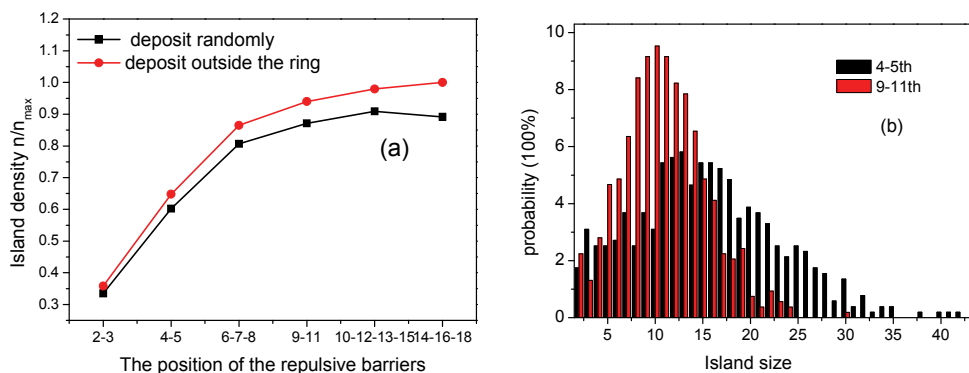 1.2
1.1
1.0
0.9
0.8
0.7
0.6
0.5
0.4
0.3
Island density n/nmax
deposit randomly
deposit outside the ring
(a)
2-3 4-5 6-7-8 9-11 10-12-13-15 14-16-18
The position of the repulsive barriers
10
8
6
4
2
0
probability (100%)
4-5th
9-11th
(b)
5 10 15 20 25 30 35 40
Island size